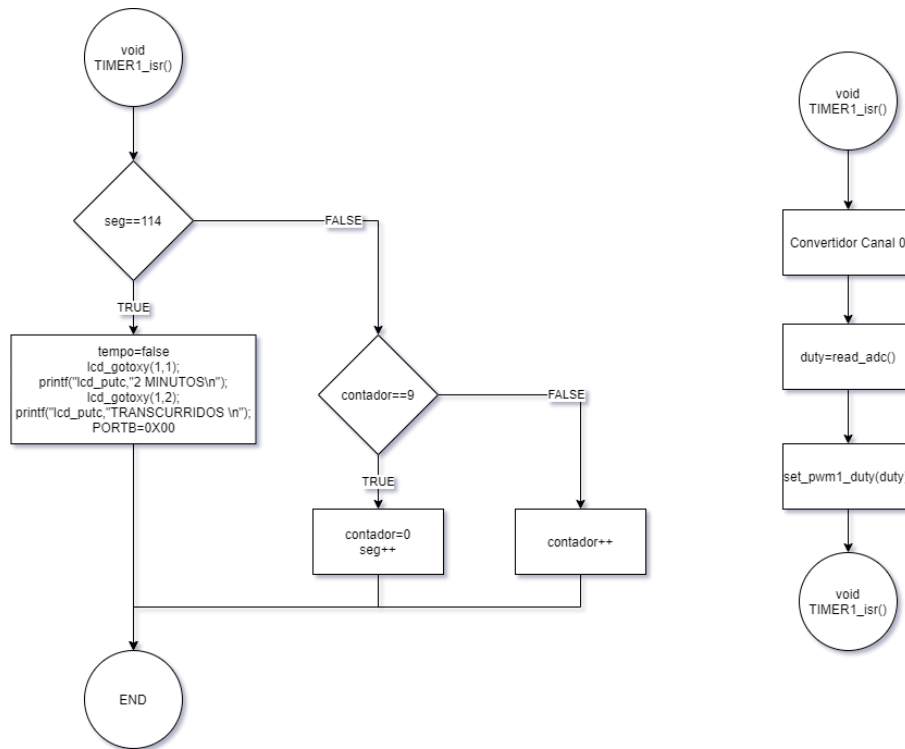 void
TIMER1_isr()
seg==114
FALSE
TRUE
tempo=false
lcd_gotoxy(1,1);
printf("lcd_putc,"2 MINUTOS\n");
lcd_gotoxy(1,2);
printf("lcd_putc,"TRANSCURRIDOS \n");
PORTB=0X00
contador==9
FALSE
TRUE
contador=0
seg++
contador++
END
void
TIMER1_isr()
Convertidor Canal 0
duty=read_adc()
set_pwm1_duty(duty)
void
TIMER1_isr()